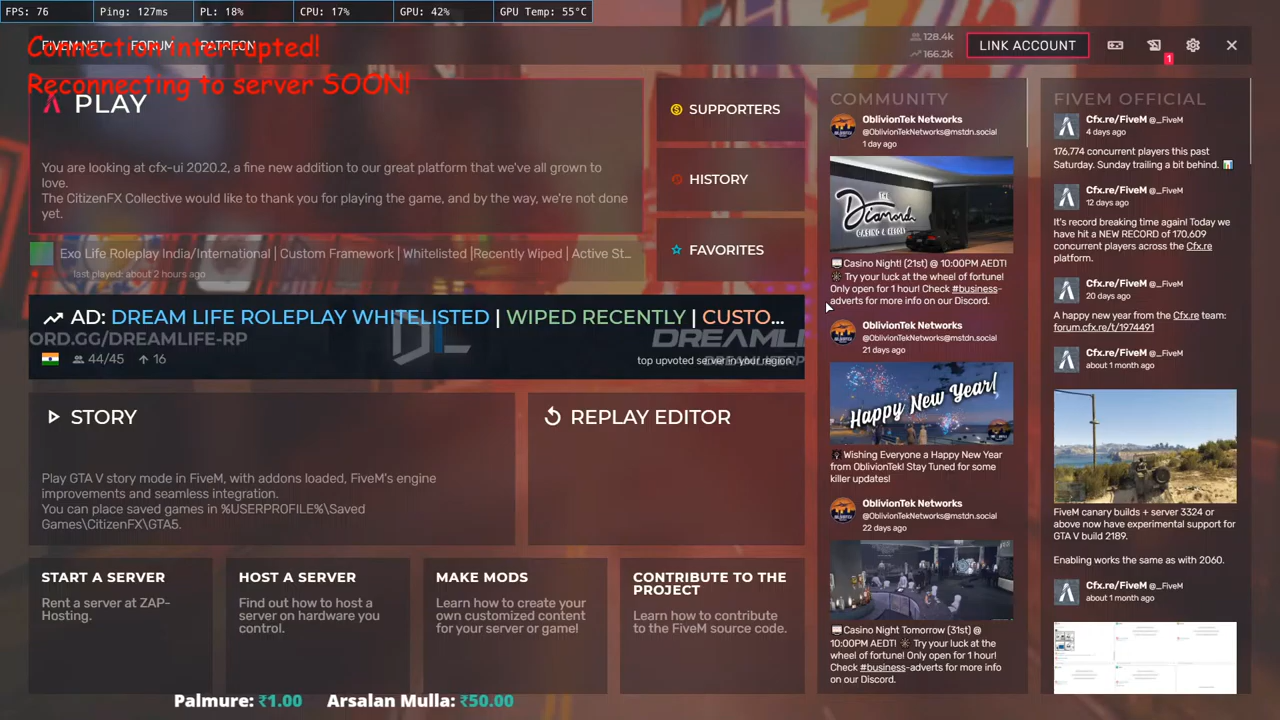 FPS: 76
Ping: 127ms
PL: 18%
CPU: 17%
GPU: 42%
GPU Temp: 55°C
Connection interrupted!
Reconnecting to server SOON!
FIVEM.NET
FORUM
PATREON
128.4k
166.2k
LINK ACCOUNT
1
PLAY
You are looking at cfx-ui 2020.2, a fine new addition to our great platform that we've all grown to
love.
The CitizenFX Collective would like to thank you for playing the game, and by the way, we're not done
yet.
Exo Life Roleplay India/International | Custom Framework | Whitelisted |Recently Wiped | Active St...
last played: about 2 hours ago
SUPPORTERS
HISTORY
FAVORITES
AD: DREAM LIFE ROLEPLAY WHITELISTED | WIPED RECENTLY | CUSTO...
ORD.GG/DREAMLIFE-RP
DREAMLI
44/45
16
top upvoted server in your region
STORY
Play GTA V story mode in FiveM, with addons loaded, FiveM's engine
improvements and seamless integration.
You can place saved games in %USERPROFILE%\Saved
Games\CitizenFX\GTA5.
REPLAY EDITOR
START A SERVER
Rent a server at ZAP-
Hosting.
HOST A SERVER
Find out how to host a
server on hardware you
control.
MAKE MODS
Learn how to create your
own customized content
for your server or game!
CONTRIBUTE TO THE
PROJECT
Learn how to contribute
to the FiveM source code.
COMMUNITY
OblivionTek Networks
@OblivionTekNetworks@mstdn.social
1 day ago
THE
Diamond
CASINO & RESORT
Casino Night! (21st) @ 10:00PM AEDT!
Try your luck at the wheel of fortune!
Only open for 1 hour! Check #business-
adverts for more info on our Discord.
OblivionTek Networks
@OblivionTekNetworks@mstdn.social
21 days ago
Happy New Year!
Wishing Everyone a Happy New Year
from OblivionTek! Stay Tuned for some
killer updates!
OblivionTek Networks
@OblivionTekNetworks@mstdn.social
22 days ago
Casino Night Tomorrow (31st) @
10:00PM AEDT! Try your luck at the
wheel of fortune! Only open for 1 hour!
Check #business-adverts for more info
on our Discord.
FIVEM OFFICIAL
Cfx.re/FiveM @_FiveM
4 days ago
176,774 concurrent players this past
Saturday. Sunday trailing a bit behind.
Cfx.re/FiveM @_FiveM
12 days ago
It's record breaking time again! Today we
have hit a NEW RECORD of 170,609
concurrent players across the Cfx.re
platform.
Cfx.re/FiveM @_FiveM
20 days ago
A happy new year from the Cfx.re team:
forum.cfx.re/t/1974491
Cfx.re/FiveM @_FiveM
about 1 month ago
FiveM canary builds + server 3324 or
above now have experimental support for
GTA V build 2189.
Enabling works the same as with 2060.
Cfx.re/FiveM @_FiveM
about 1 month ago
Palmure: ₹1.00
Arsalan Mulla: ₹50.00